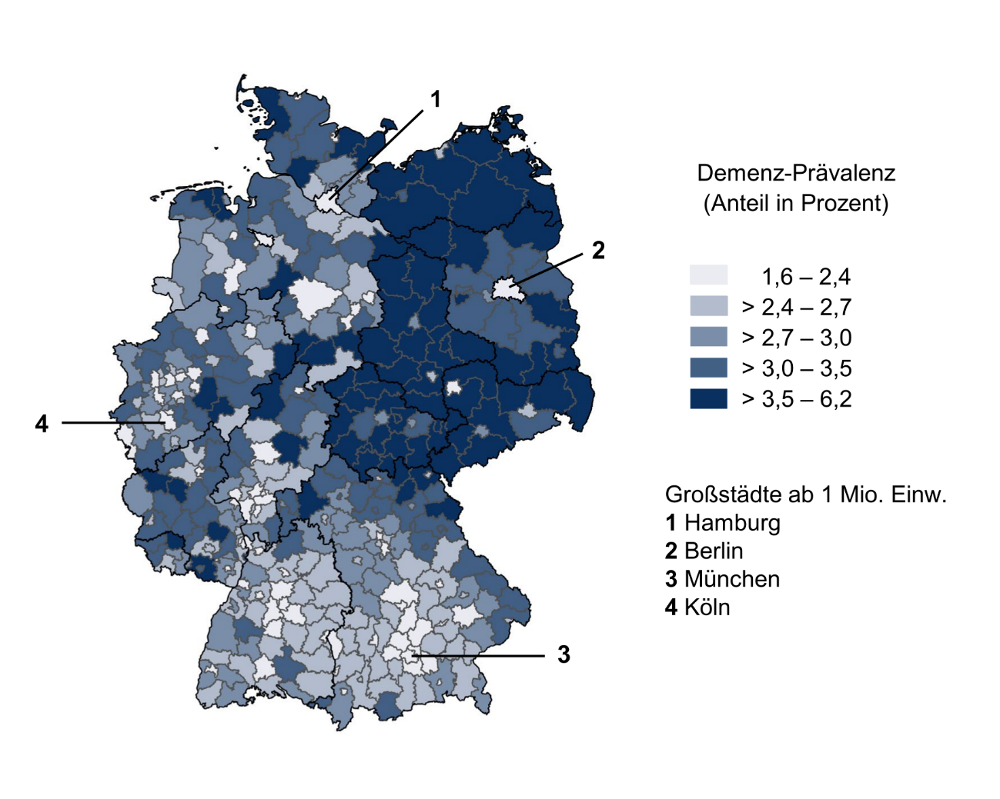 1
2
4
3
Demenz-Prävalenz
(Anteil in Prozent)
1,6 – 2,4
> 2,4 – 2,7
> 2,7 – 3,0
> 3,0 – 3,5
> 3,5 – 6,2
Großstädte ab 1 Mio. Einw.
1 Hamburg
2 Berlin
3 München
4 Köln